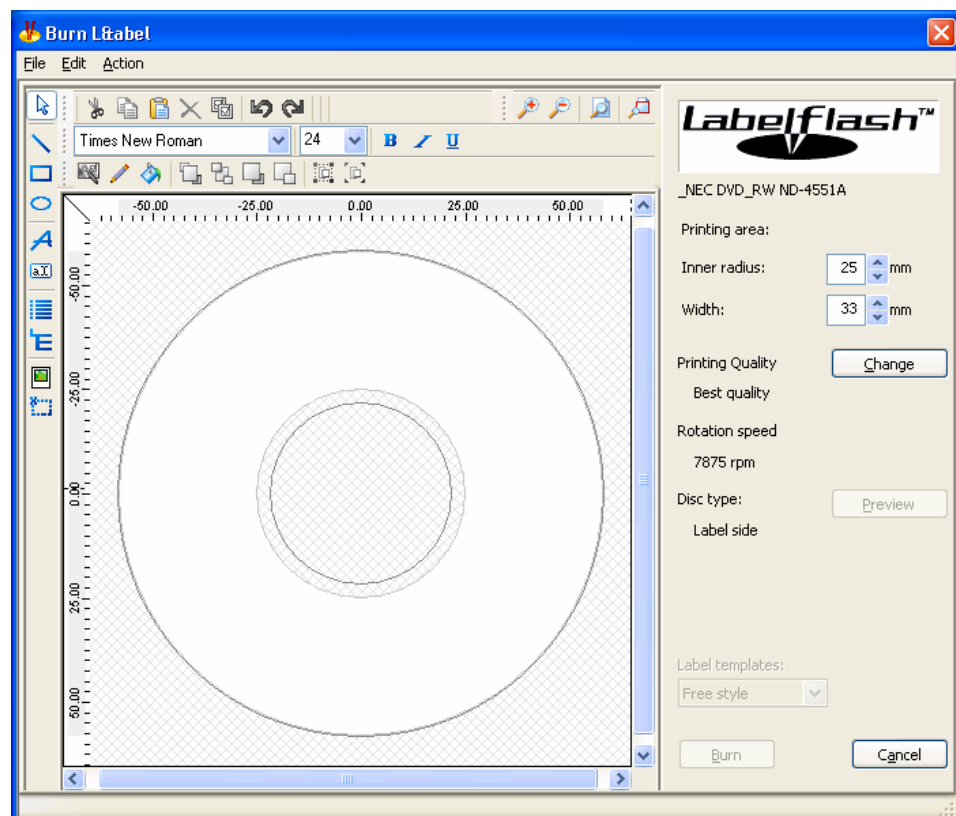 Burn L&abel
File Edit Action
Times New Roman 24 B I U
A
aI
E
-50.00 -25.00 0.00 25.00 50.00
-50.00
-25.00
0.00
25.00
50.00
Labelflash™
_NEC DVD_RW ND-4551A
Printing area:
Inner radius: 25 mm
Width: 33 mm
Printing Quality Change
Best quality
Rotation speed
7875 rpm
Disc type: Preview
Label side
Label templates:
Free style
Burn Cancel